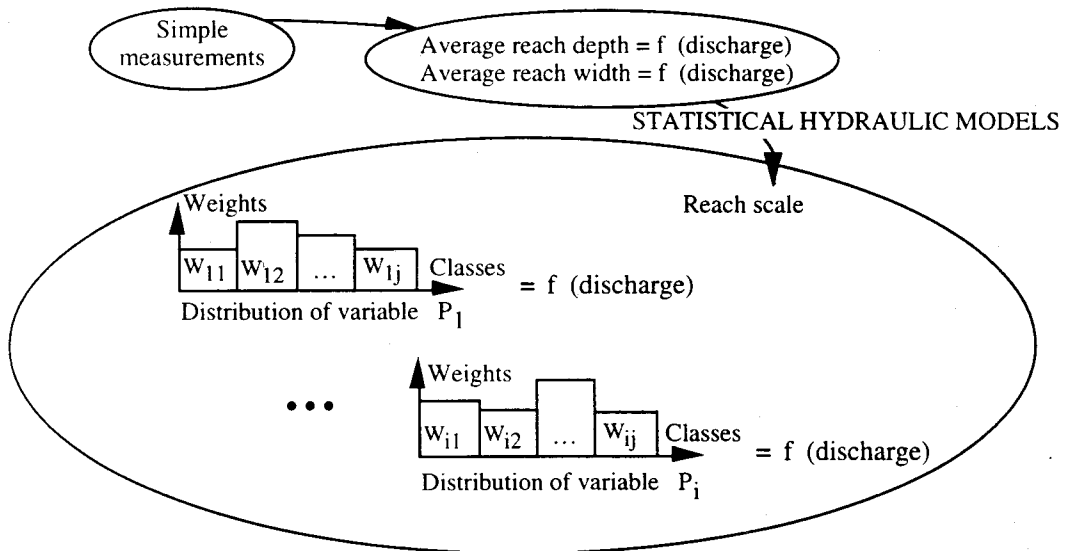 Simple
measurements
Average reach depth = f (discharge)
Average reach width = f (discharge)
STATISTICAL HYDRAULIC MODELS
Reach scale
Weights
W11 W12 ... W1j Classes
= f (discharge)
Distribution of variable P1
...
Weights
Wi1 Wi2 ... Wij Classes
= f (discharge)
Distribution of variable Pi